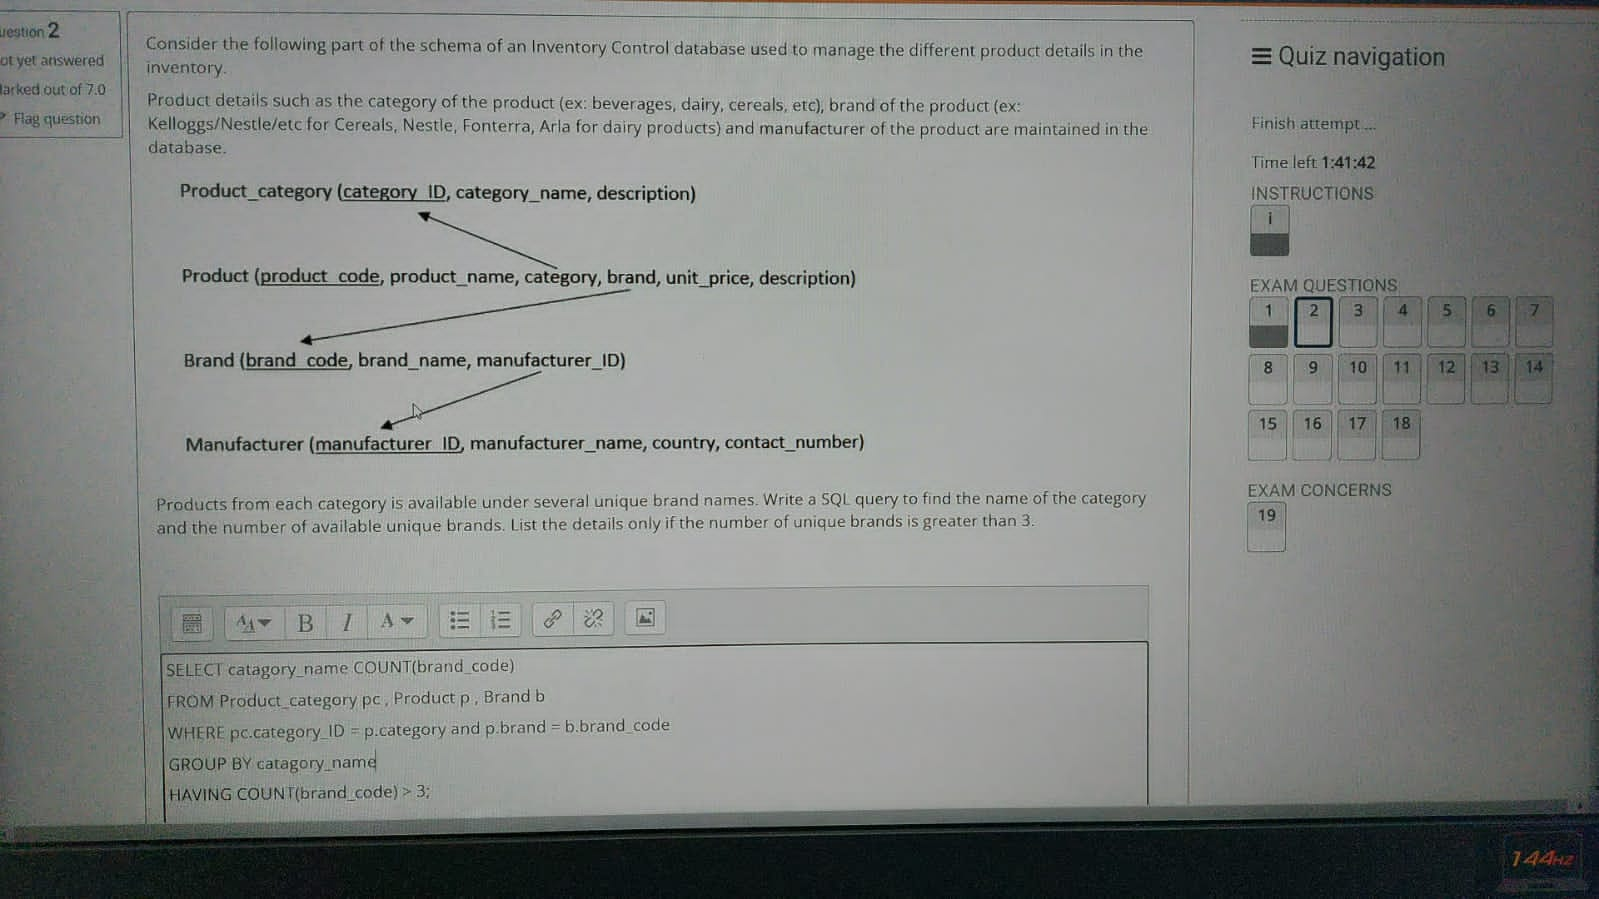 uestion 2
ot yet answered
larked out of 7.0
Flag question
Consider the following part of the schema of an Inventory Control database used to manage the different product details in the
inventory.
Product details such as the category of the product (ex: beverages, dairy, cereals, etc), brand of the product (ex:
Kelloggs/Nestle/etc for Cereals, Nestle, Fonterra, Arla for dairy products) and manufacturer of the product are maintained in the
database.
Product_category (category_ID, category_name, description)
Product (product_code, product_name, category, brand, unit_price, description)
Brand (brand_code, brand_name, manufacturer_ID)
Manufacturer (manufacturer_ID, manufacturer_name, country, contact_number)
Products from each category is available under several unique brand names. Write a SQL query to find the name of the category
and the number of available unique brands. List the details only if the number of unique brands is greater than 3.
B I A
SELECT catagory_name COUNT(brand_code)
FROM Product_category pc , Product p , Brand b
WHERE pc.category_ID = p.category and p.brand = b.brand_code
GROUP BY catagory_name
HAVING COUNT(brand_code) > 3;
Quiz navigation
Finish attempt ...
Time left 1:41:42
INSTRUCTIONS
i
EXAM QUESTIONS
1 2 3 4 5 6 7
8 9 10 11 12 13 14
15 16 17 18
EXAM CONCERNS
19
144HZ